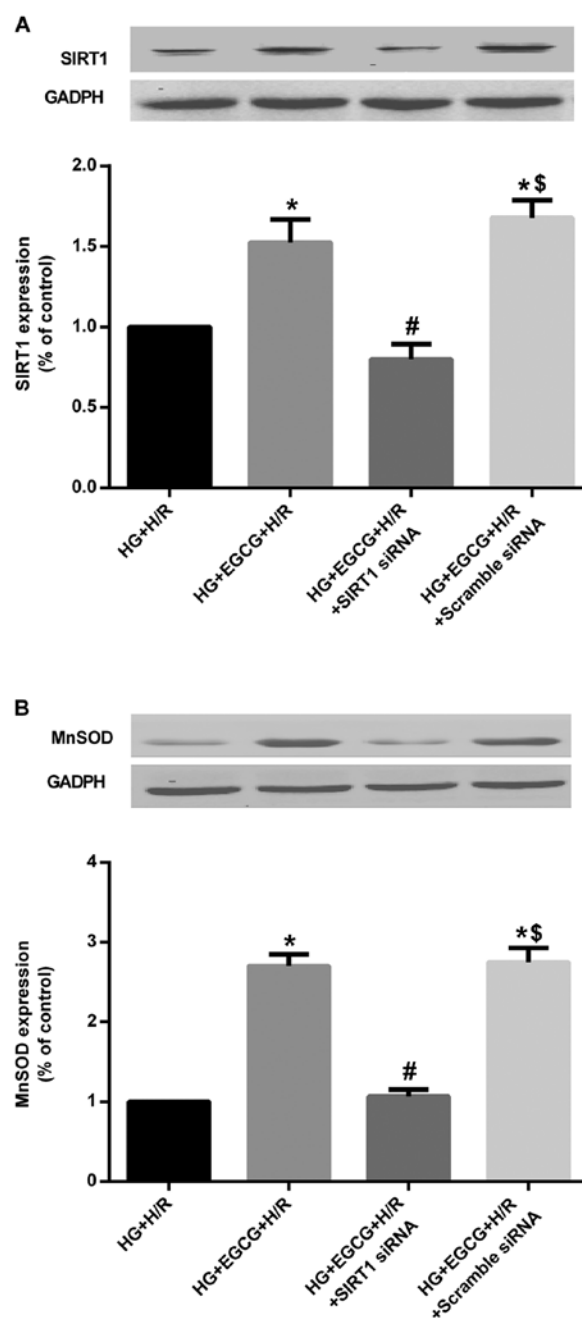 A
SIRT1
GADPH
2.0
1.5
1.0
0.5
0.0
SIRT1 expression
(% of control)
*
#
*$
HG+H/R
HG+EGCG+H/R
HG+EGCG+H/R
+SIRT1 siRNA
HG+EGCG+H/R
+Scramble siRNA
B
MnSOD
GADPH
4
3
2
1
0
MnSOD expression
(% of control)
*
#
*$
HG+H/R
HG+EGCG+H/R
HG+EGCG+H/R
+SIRT1 siRNA
HG+EGCG+H/R
+Scramble siRNA